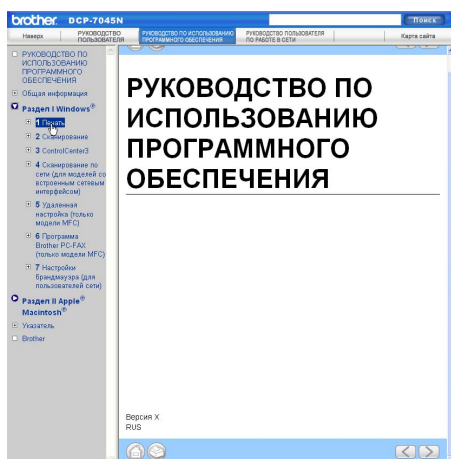 brother DCP-7045N
Поиск
Наверх
РУКОВОДСТВО
ПОЛЬЗОВАТЕЛЯ
РУКОВОДСТВО ПО ИСПОЛЬЗОВАНИЮ
ПРОГРАММНОГО ОБЕСПЕЧЕНИЯ
РУКОВОДСТВО ПОЛЬЗОВАТЕЛЯ
ПО РАБОТЕ В СЕТИ
Карта сайта
РУКОВОДСТВО ПО
ИСПОЛЬЗОВАНИЮ
ПРОГРАММНОГО
ОБЕСПЕЧЕНИЯ
Общая информация
Раздел I Windows®
1 Печать
2 Сканирование
3 ControlCenter3
4 Сканирование по
сети (для моделей со
встроенным сетевым
интерфейсом)
5 Удаленная
настройка (только
модели MFC)
6 Программа
Brother PC-FAX
(только модели MFC)
7 Настройки
брандмауэра (для
пользователей сети)
Раздел II Apple®
Macintosh®
Указатель
Brother
РУКОВОДСТВО ПО
ИСПОЛЬЗОВАНИЮ
ПРОГРАММНОГО
ОБЕСПЕЧЕНИЯ
Версия X
RUS